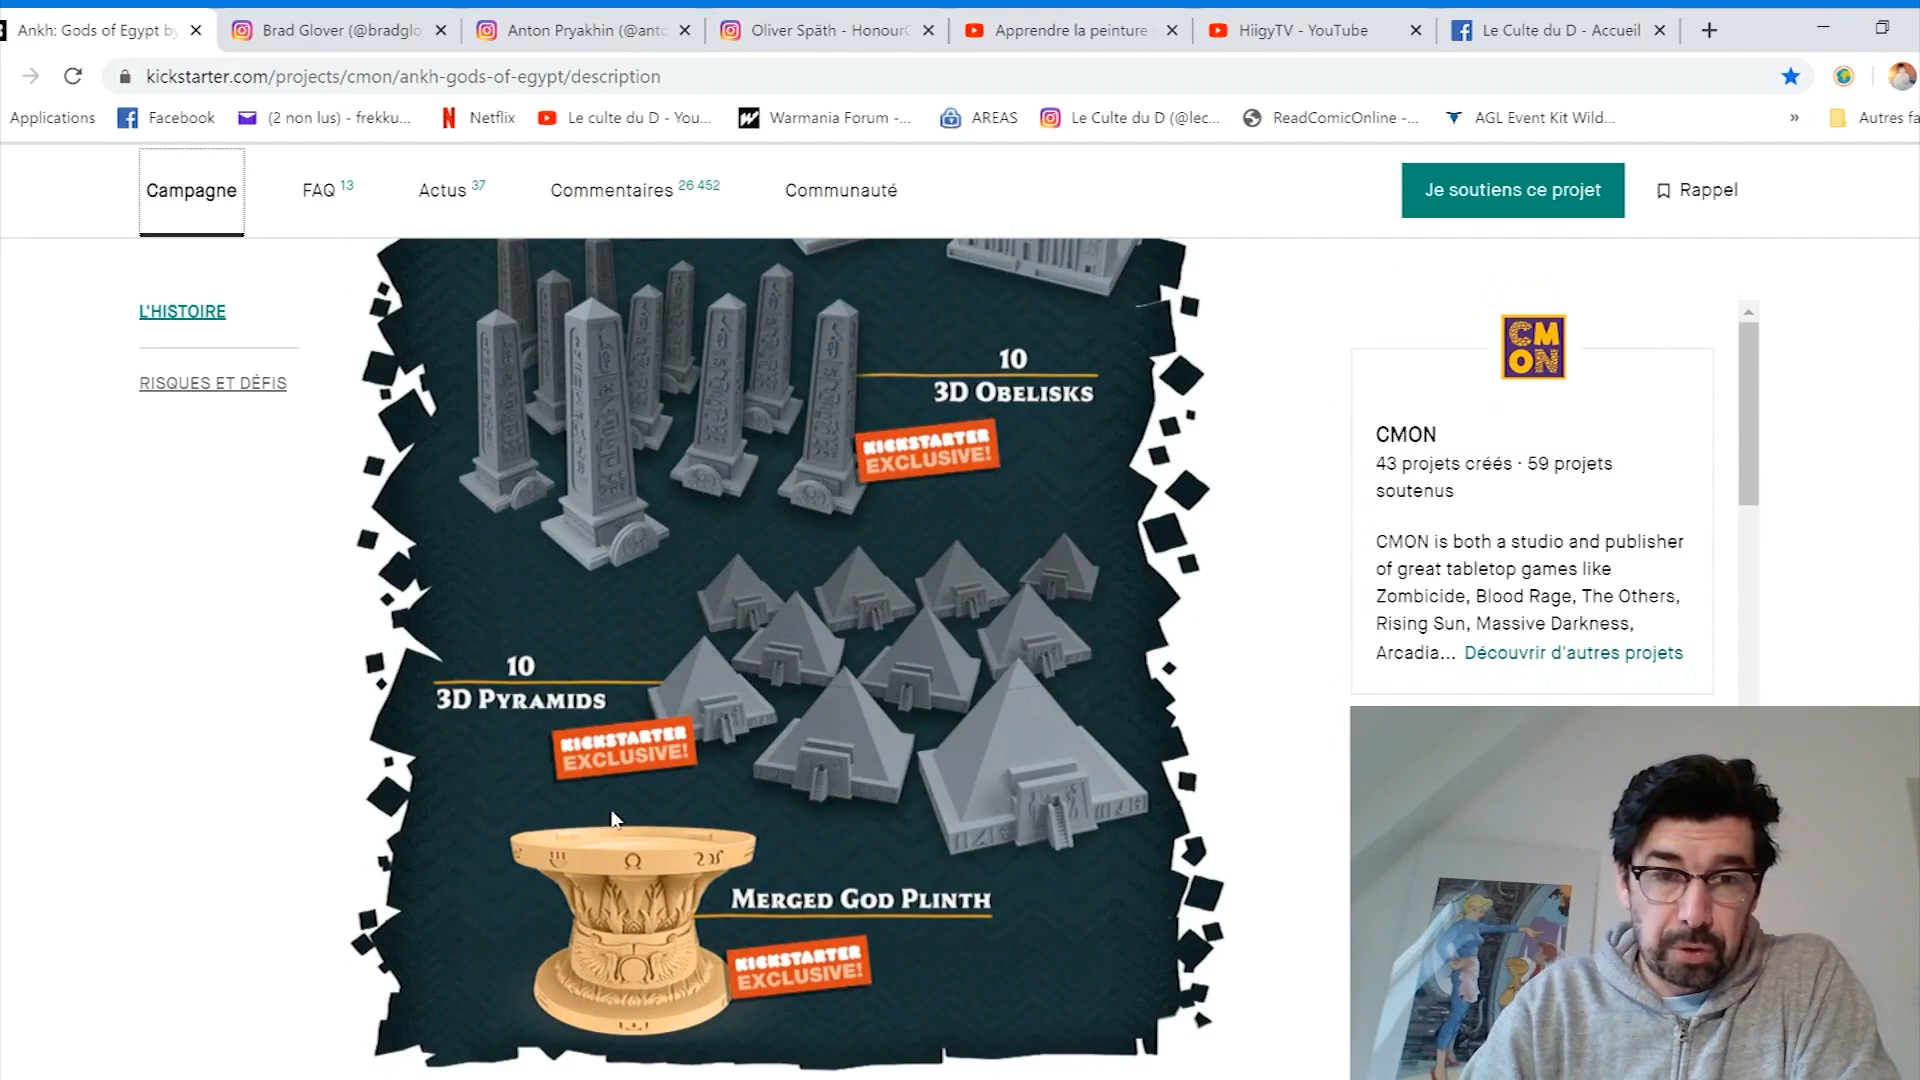 Ankh: Gods of Egypt by
Brad Glover (@bradglo
Anton Pryakhin (@anto
Oliver Späth - HonourG
Apprendre la peinture
HiigyTV - YouTube
Le Culte du D - Accueil
kickstarter.com/projects/cmon/ankh-gods-of-egypt/description
Applications
Facebook
(2 non lus) - frekku...
Netflix
Le culte du D - You...
Warmania Forum -...
AREAS
Le Culte du D (@lec...
ReadComicOnline -...
AGL Event Kit Wild...
»
Autres fa
Campagne
FAQ 13
Actus 37
Commentaires 26 452
Communauté
Je soutiens ce projet
Rappel
L'HISTOIRE
RISQUES ET DÉFIS
10
3D OBELISKS
KICKSTARTER
EXCLUSIVE!
10
3D PYRAMIDS
KICKSTARTER
EXCLUSIVE!
MERGED GOD PLINTH
KICKSTARTER
EXCLUSIVE!
CM
ON
CMON
43 projets créés · 59 projets
soutenus
CMON is both a studio and publisher
of great tabletop games like
Zombicide, Blood Rage, The Others,
Rising Sun, Massive Darkness,
Arcadia... Découvrir d'autres projets